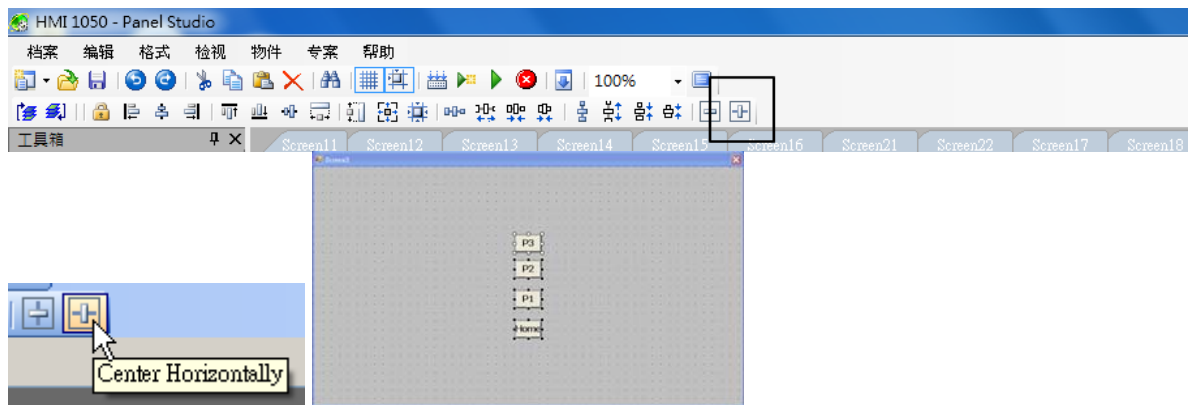 HMI 1050 - Panel Studio
档案 编辑 格式 检视 物件 专案 帮助
100%
工具箱
Screen11 Screen12 Screen13 Screen14 Screen15 Screen16 Screen21 Screen22 Screen17 Screen18
P3
P2
P1
Home
Center Horizontally